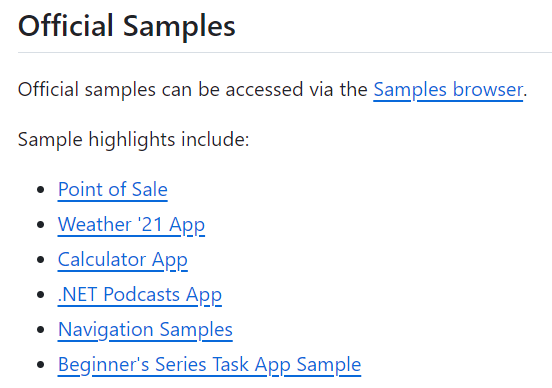 Official Samples
Official samples can be accessed via the Samples browser.
Sample highlights include:
Point of Sale
Weather '21 App
Calculator App
.NET Podcasts App
Navigation Samples
Beginner's Series Task App Sample